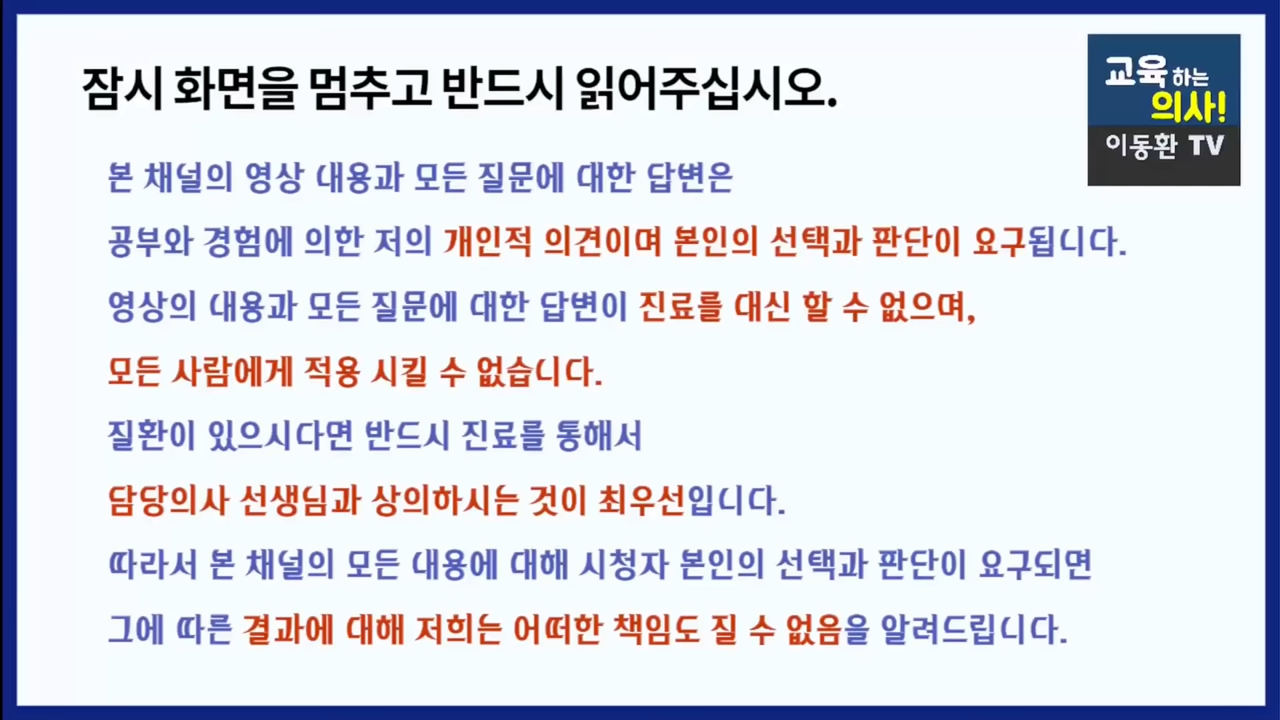 잠시 화면을 멈추고 반드시 읽어주십시오.
교육하는
의사!
이동환 TV
본 채널의 영상 내용과 모든 질문에 대한 답변은
공부와 경험에 의한 저의 개인적 의견이며 본인의 선택과 판단이 요구됩니다.
영상의 내용과 모든 질문에 대한 답변이 진료를 대신 할 수 없으며,
모든 사람에게 적용 시킬 수 없습니다.
질환이 있으시다면 반드시 진료를 통해서
담당의사 선생님과 상의하시는 것이 최우선입니다.
따라서 본 채널의 모든 내용에 대해 시청자 본인의 선택과 판단이 요구되면
그에 따른 결과에 대해 저희는 어떠한 책임도 질 수 없음을 알려드립니다.